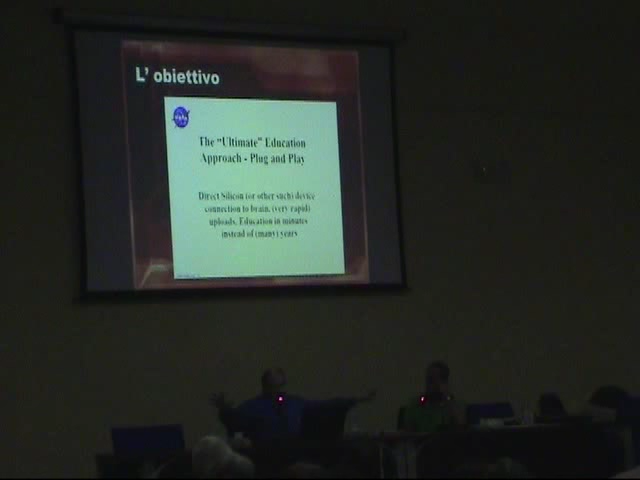 L' obiettivo
The "Ultimate" Education
Approach - Plug and Play
Direct Silicon (or other such) device
connection to brain, (very rapid)
uploads. Education in minutes
instead of (many) years